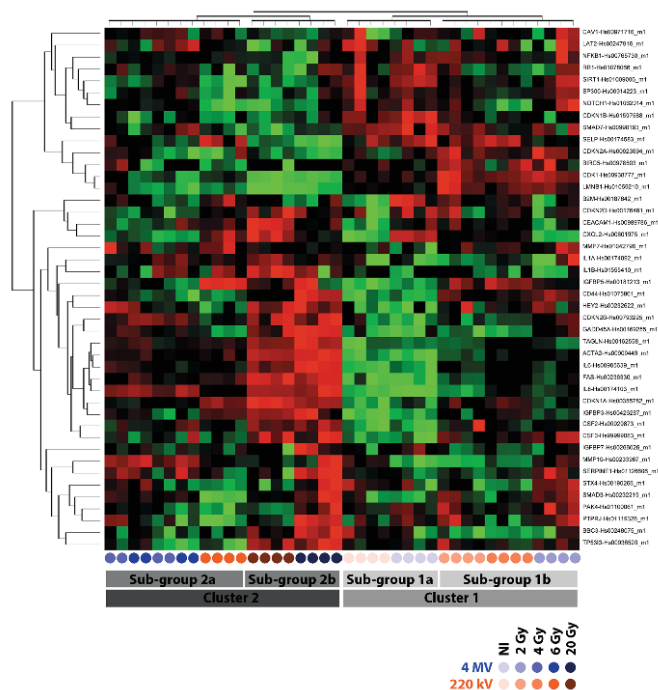 CAV1-Hs00971716_m1
LAT2-Hs00247916_m1
NFKB1-Hs00765730_m1
RB1-Hs01078066_m1
SIRT1-Hs01009005_m1
EP300-Hs00914223_m1
NOTCH1-Hs01062014_m1
CDKN1B-Hs01597588_m1
SMAD7-Hs00998193_m1
SELP-Hs00174583_m1
CDKN2A-Hs00923894_m1
BIRC5-Hs00978503_m1
CDK1-Hs00938777_m1
LMNB1-Hs01059210_m1
B2M-Hs00187842_m1
CDKN2D-Hs00176481_m1
CEACAM1-Hs00989786_m1
CXCL2-Hs00601975_m1
MMP7-Hs01042796_m1
IL1A-Hs00174092_m1
IL1B-Hs01555410_m1
IGFBP5-Hs00181213_m1
CD44-Hs01075861_m1
HEY2-Hs00232622_m1
CDKN2B-Hs00793225_m1
GADD45A-Hs00169255_m1
TAGLN-Hs00162558_m1
ACTA2-Hs00909449_m1
IL6-Hs00985639_m1
FAS-Hs00236330_m1
IL8-Hs00174103_m1
CDKN1A-Hs00355782_m1
IGFBP3-Hs00426287_m1
CSF2-Hs00929873_m1
CSF3-Hs99999083_m1
IGFBP7-Hs00266026_m1
MMP10-Hs00233987_m1
SERPINE1-Hs01126606_m1
STX4-Hs00190266_m1
SMAD3-Hs00232219_m1
PAK4-Hs01100061_m1
PTPRJ-Hs01119326_m1
BBC3-Hs00248075_m1
TP53I3-Hs00936520_m1
Sub-group 2a Sub-group 2b Sub-group 1a Sub-group 1b
Cluster 2 Cluster 1
NI 2 Gy 4 Gy 6 Gy 20 Gy
4 MV
220 kV